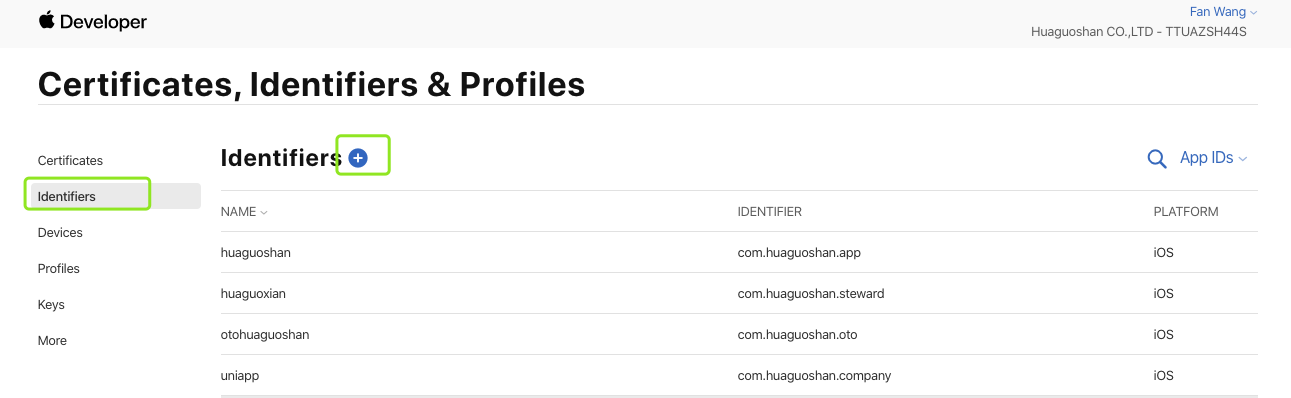 Developer
Fan Wang
Huaguoshan CO.,LTD - TTUAZSH44S
Certificates, Identifiers & Profiles
Certificates
Identifiers
Devices
Profiles
Keys
More
Identifiers
App IDs
NAME IDENTIFIER PLATFORM
huaguoshan com.huaguoshan.app iOS
huaguoxian com.huaguoshan.steward iOS
otohuaguoshan com.huaguoshan.oto iOS
uniapp com.huaguoshan.company iOS